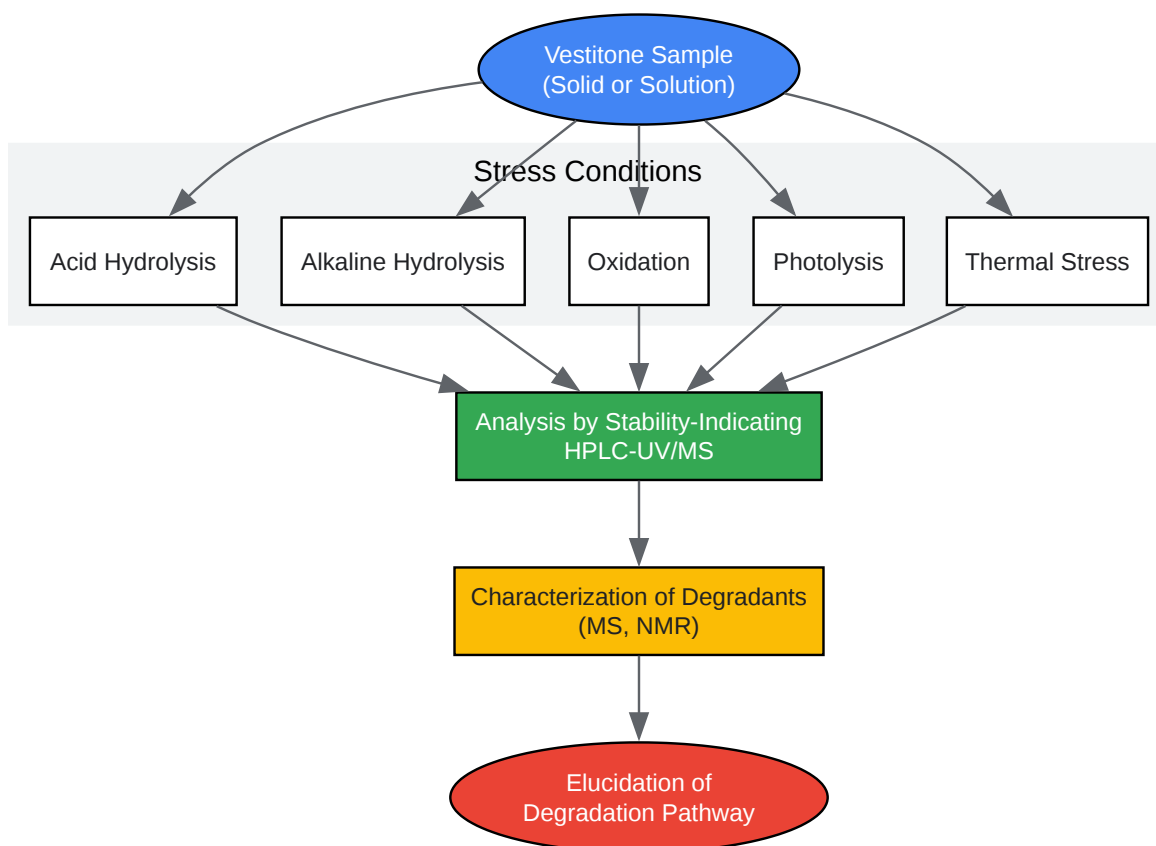 Vestitone Sample
(Solid or Solution)
Stress Conditions
Acid Hydrolysis
Alkaline Hydrolysis
Oxidation
Photolysis
Thermal Stress
Analysis by Stability-Indicating
HPLC-UV/MS
Characterization of Degradants
(MS, NMR)
Elucidation of
Degradation Pathway